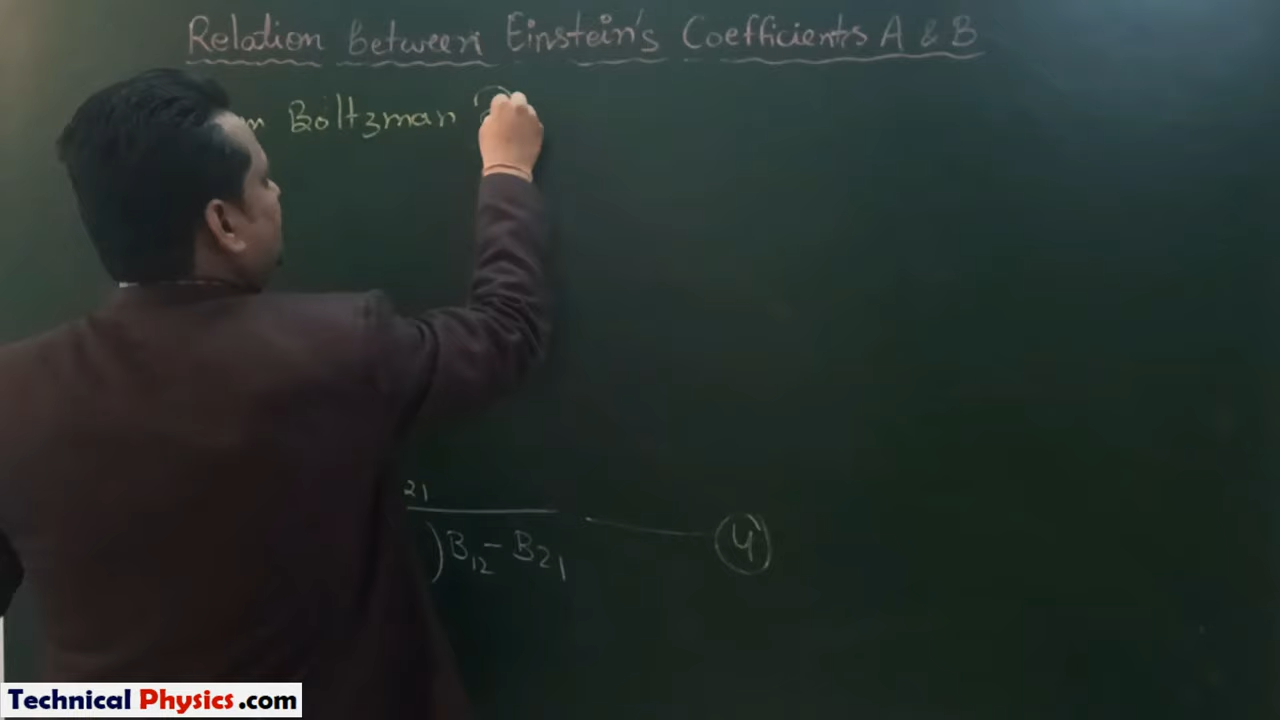 Relation Between Einstein's Coefficients A & B
Boltzman
21
)B12 - B21
4
Technical Physics.com